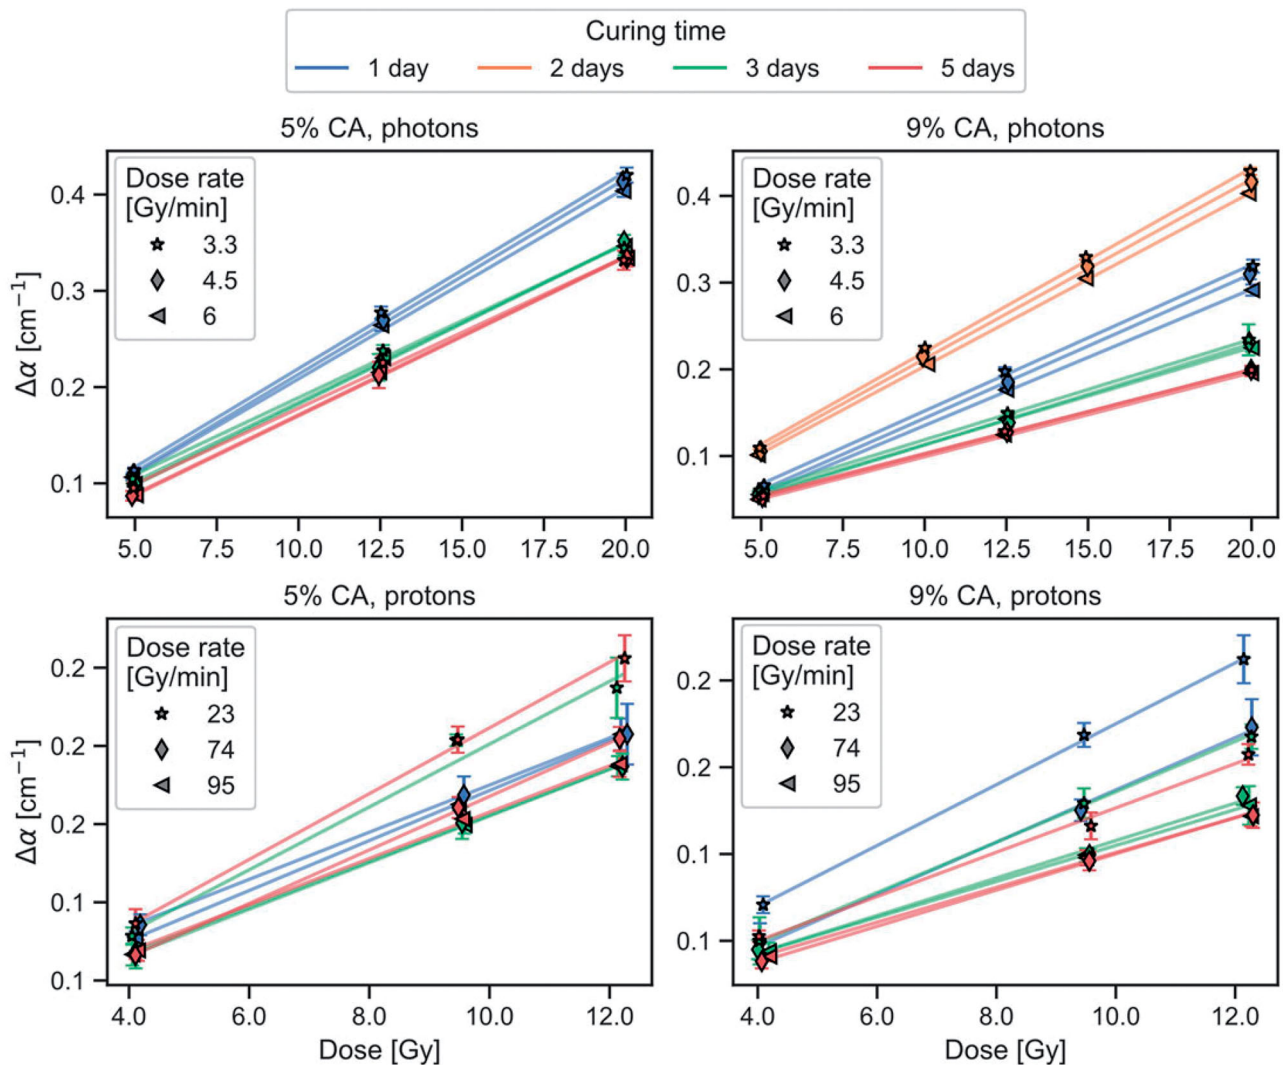 Curing time
1 day 2 days 3 days 5 days
5% CA, photons
Dose rate
[Gy/min]
3.3
4.5
6
Δα [cm⁻¹]
0.4
0.3
0.2
0.1
5.0 7.5 10.0 12.5 15.0 17.5 20.0
9% CA, photons
Dose rate
[Gy/min]
3.3
4.5
6
0.4
0.3
0.2
0.1
5.0 7.5 10.0 12.5 15.0 17.5 20.0
5% CA, protons
Dose rate
[Gy/min]
23
74
95
Δα [cm⁻¹]
0.2
0.2
0.2
0.1
0.1
4.0 6.0 8.0 10.0 12.0
Dose [Gy]
9% CA, protons
Dose rate
[Gy/min]
23
74
95
0.2
0.2
0.1
0.1
4.0 6.0 8.0 10.0 12.0
Dose [Gy]